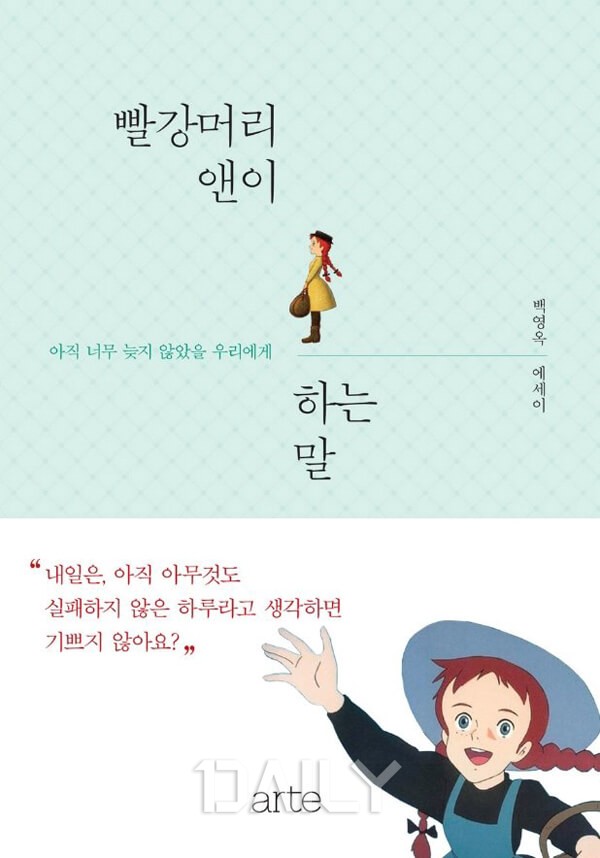 빨강머리
앤이
아직 너무 늦지 않았을 우리에게
하는
말
백영옥 에세이
“내일은, 아직 아무것도
실패하지 않은 하루라고 생각하면
기쁘지 않아요?”
1DAILY
arte